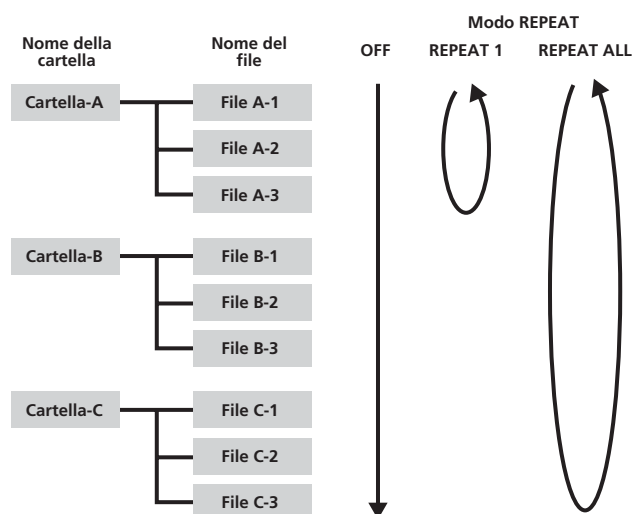 Modo REPEAT
Nome della
cartella
Nome del
file
OFF
REPEAT 1
REPEAT ALL
Cartella-A
File A-1
File A-2
File A-3
Cartella-B
File B-1
File B-2
File B-3
Cartella-C
File C-1
File C-2
File C-3